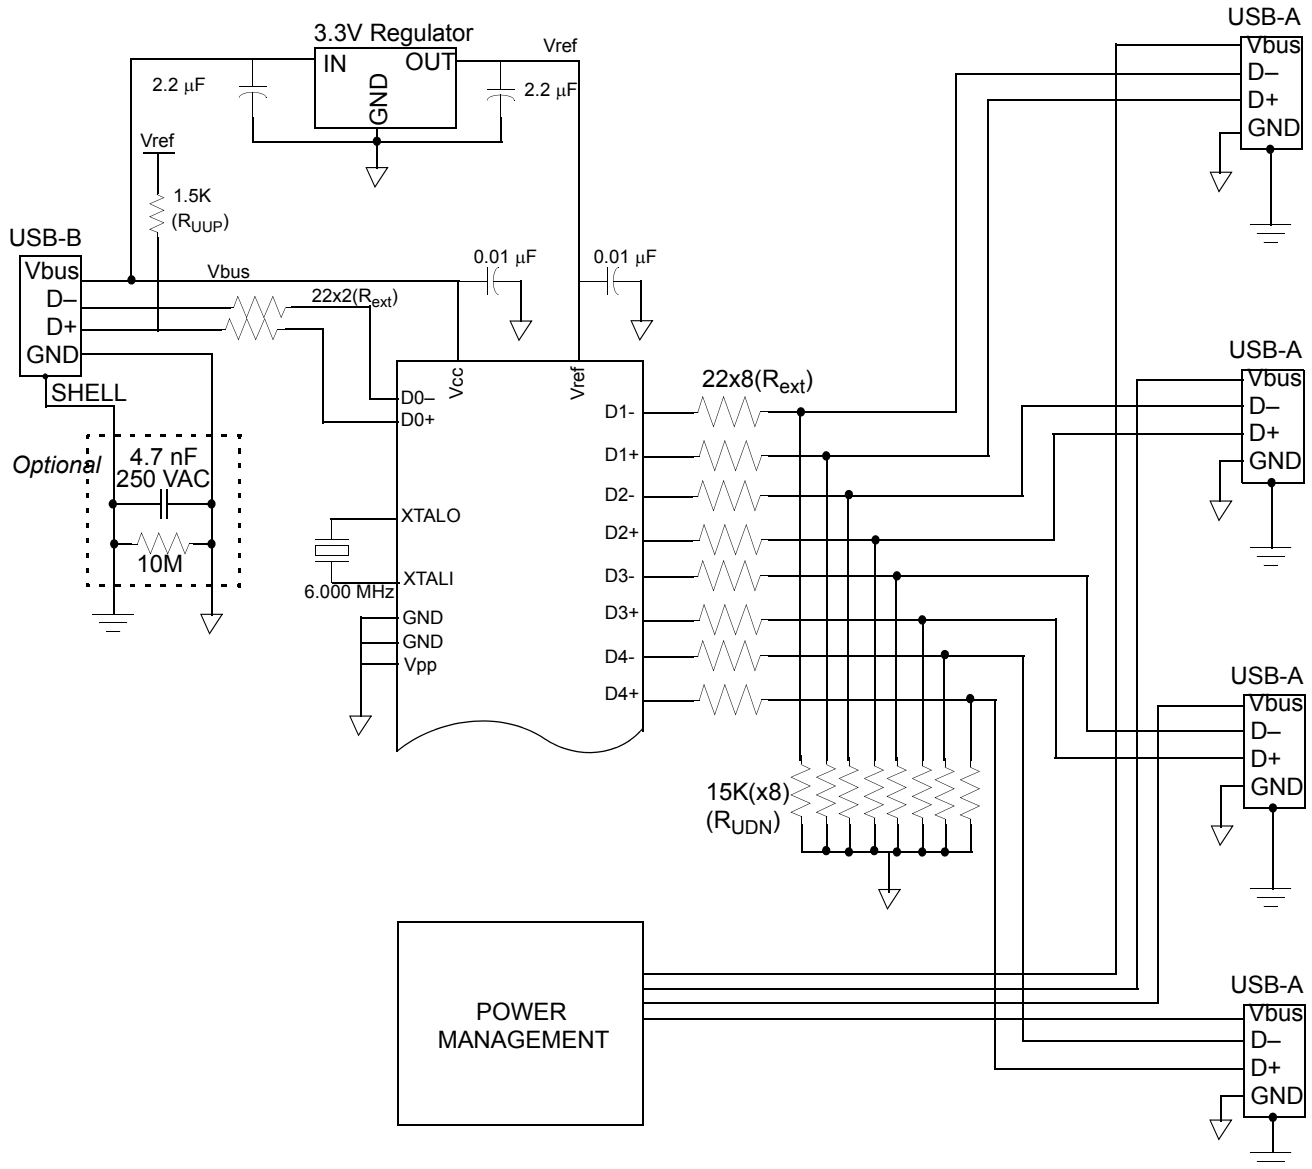 USB-A
Vbus
D–
D+
GND
3.3V Regulator
IN
OUT
GND
Vref
2.2 µF
2.2 µF
Vref
1.5K
(RUUP)
USB-B
Vbus
D–
D+
GND
SHELL
Vbus
22x2(Rext)
0.01 µF
0.01 µF
Optional
4.7 nF
250 VAC
10M
Vcc
Vref
D0–
D0+
XTALO
XTALI
6.000 MHz
GND
GND
Vpp
D1-
D1+
D2-
D2+
D3-
D3+
D4-
D4+
22x8(Rext)
15K(x8)
(RUDN)
USB-A
Vbus
D–
D+
GND
USB-A
Vbus
D–
D+
GND
POWER
MANAGEMENT
USB-A
Vbus
D–
D+
GND